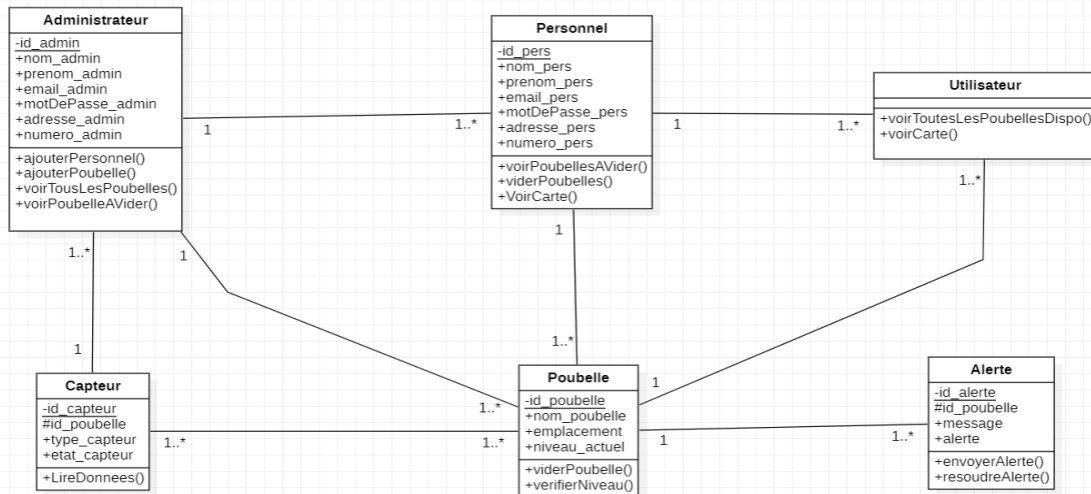 Administrateur
-id_admin
+nom_admin
+prenom_admin
+email_admin
+motDePasse_admin
+adresse_admin
+numero_admin
+ajouterPersonnel()
+ajouterPoubelle()
+voirTousLesPoubelles()
+voirPoubelleAVider()
Personnel
-id_pers
+nom_pers
+prenom_pers
+email_pers
+motDePasse_pers
+adresse_pers
+numero_pers
+voirPoubellesAVider()
+viderPoubelles()
+VoirCarte()
Utilisateur
+voirToutesLesPoubellesDispo()
+voirCarte()
1
1..*
1
1..*
1..*
1
1
1..*
1..*
1
1..*
1
Capteur
-id_capteur
#id_poubelle
+type_capteur
+etat_capteur
+LireDonnees()
1..*
1..*
Poubelle
-id_poubelle
+nom_poubelle
+emplacement
+niveau_actuel
+viderPoubelle()
+verifierNiveau()
1
1..*
Alerte
-id_alerte
#id_poubelle
+message
+alerte
+envoyerAlerte()
+resoudreAlerte()